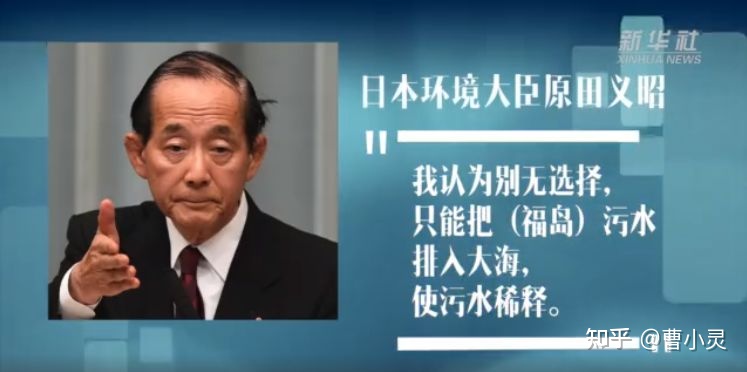 新华社
XINHUA NEWS
日本环境大臣原田义昭
"
我认为别无选择，
只能把（福岛）污水
排入大海，
使污水稀释。
"
知乎 @曹小灵